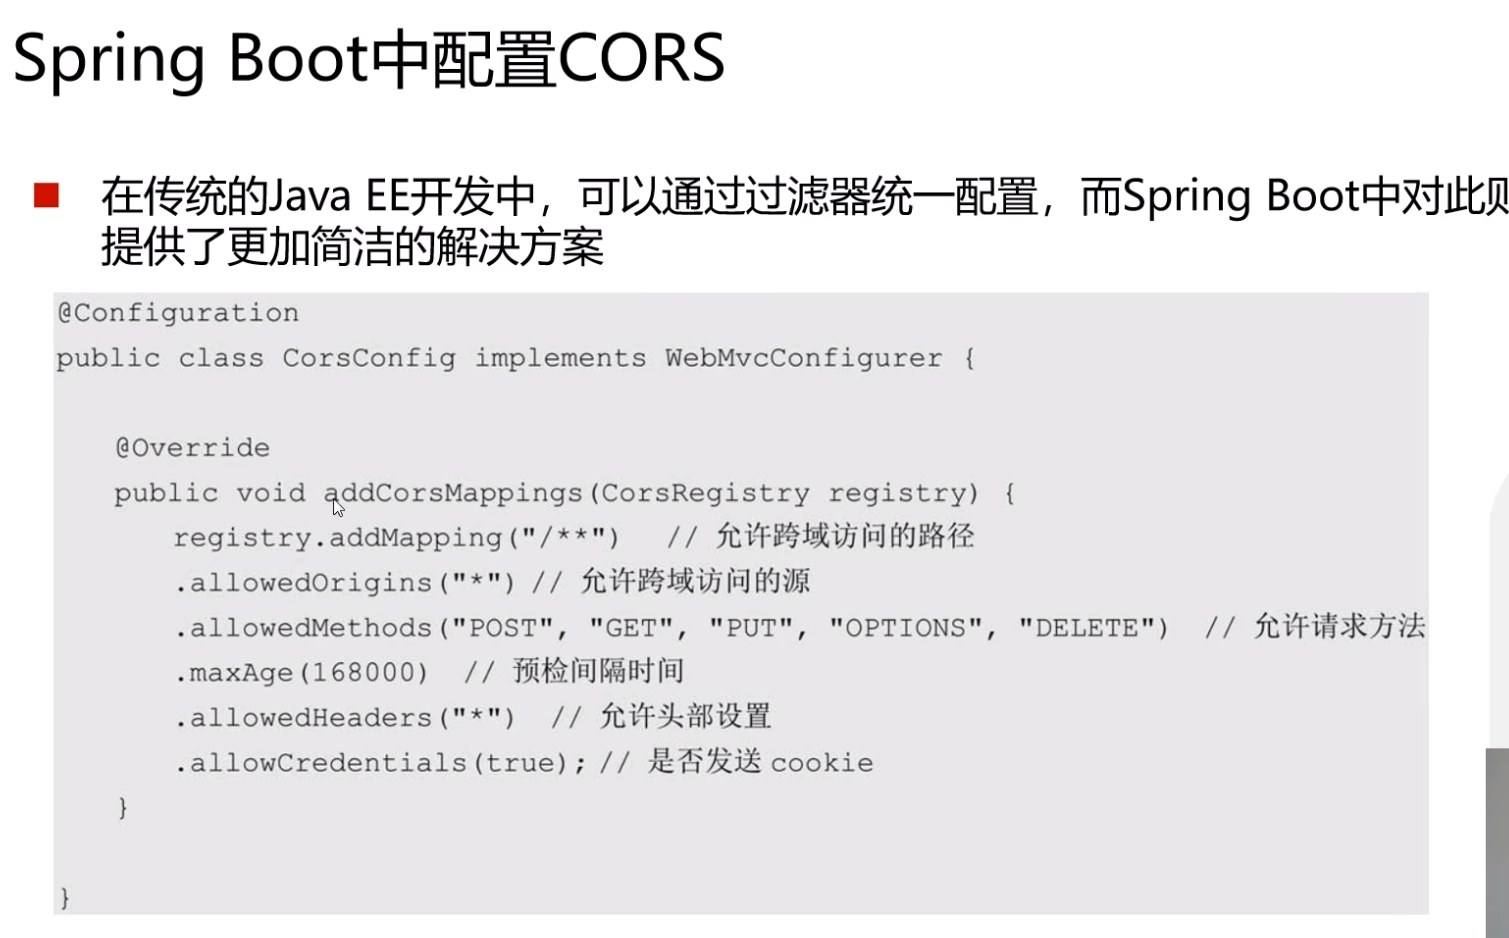 Spring Boot中配置CORS
在传统的Java EE开发中，可以通过过滤器统一配置，而Spring Boot中对此则
提供了更加简洁的解决方案
@Configuration
public class CorsConfig implements WebMvcConfigurer {
@Override
public void addCorsMappings(CorsRegistry registry) {
registry.addMapping("/**") // 允许跨域访问的路径
.allowedOrigins("*") // 允许跨域访问的源
.allowedMethods("POST", "GET", "PUT", "OPTIONS", "DELETE") // 允许请求方法
.maxAge(168000) // 预检间隔时间
.allowedHeaders("*") // 允许头部设置
.allowCredentials(true); // 是否发送 cookie
}
}